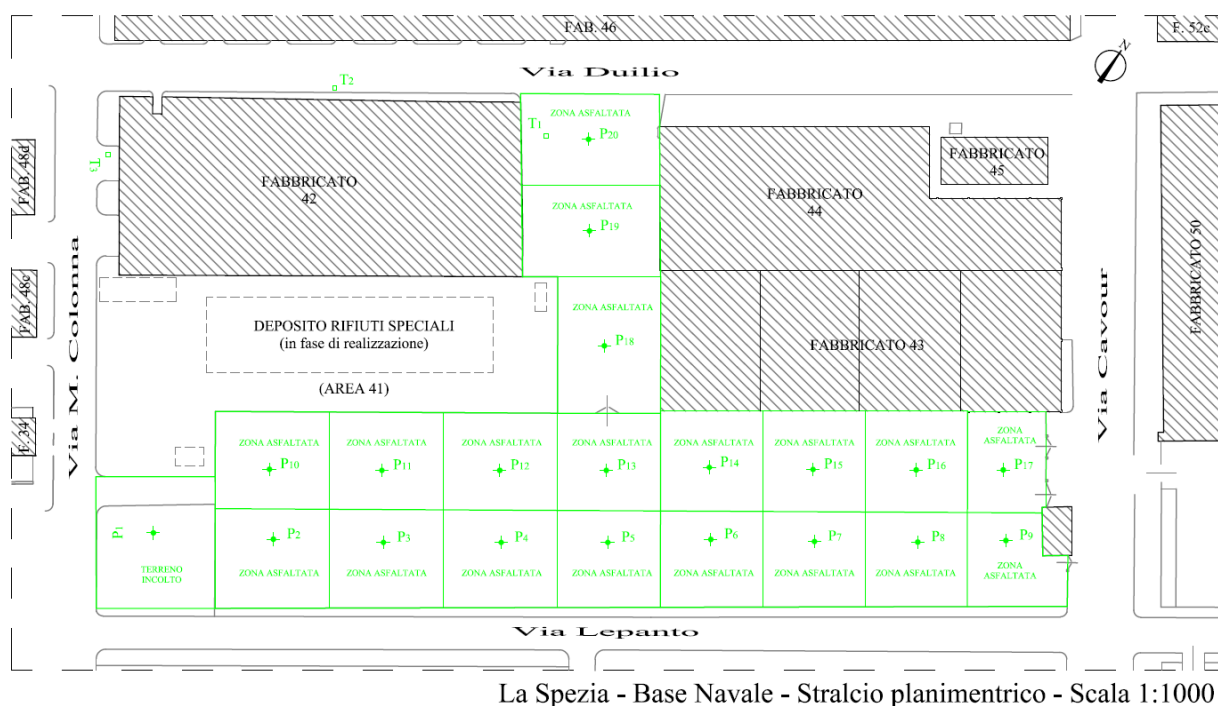 FAB. 46
F. 52c
N
Via Duilio
T2
ZONA ASFALTATA
T1
P20
T3
FAB. 48d
FABBRICATO
42
FABBRICATO
44
FABBRICATO
45
ZONA ASFALTATA
P19
Via M. Colonna
FAB. 48c
Via Cavour
FABBRICATO 50
DEPOSITO RIFIUTI SPECIALI
(in fase di realizzazione)
(AREA 41)
ZONA ASFALTATA
P18
FABBRICATO 43
F. 34
ZONA ASFALTATA
P10
ZONA ASFALTATA
P11
ZONA ASFALTATA
P12
ZONA ASFALTATA
P13
ZONA ASFALTATA
P14
ZONA ASFALTATA
P15
ZONA ASFALTATA
P16
ZONA
ASFALTATA
P17
P1
TERRENO
INCOLTO
P2
ZONA ASFALTATA
P3
ZONA ASFALTATA
P4
ZONA ASFALTATA
P5
ZONA ASFALTATA
P6
ZONA ASFALTATA
P7
ZONA ASFALTATA
P8
ZONA ASFALTATA
P9
ZONA
ASFALTATA
Via Lepanto
La Spezia - Base Navale - Stralcio planimentrico - Scala 1:1000